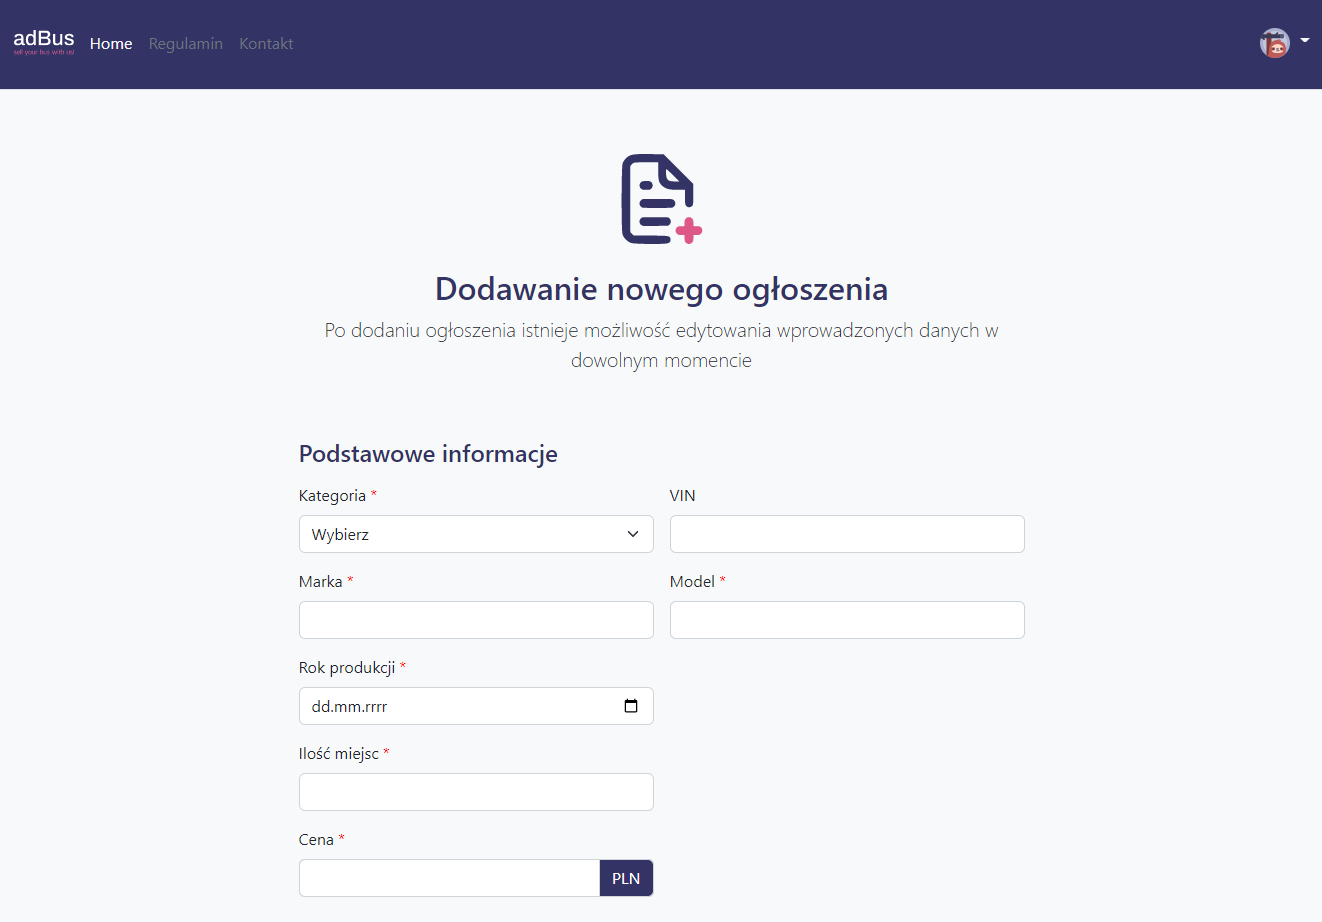 adBus
sell your bus with us!
Home Regulamin Kontakt
Dodawanie nowego ogłoszenia
Po dodaniu ogłoszenia istnieje możliwość edytowania wprowadzonych danych w
dowolnym momencie
Podstawowe informacje
Kategoria * VIN
Wybierz
Marka * Model *
Rok produkcji *
dd.mm.rrrr
Ilość miejsc *
Cena *
PLN